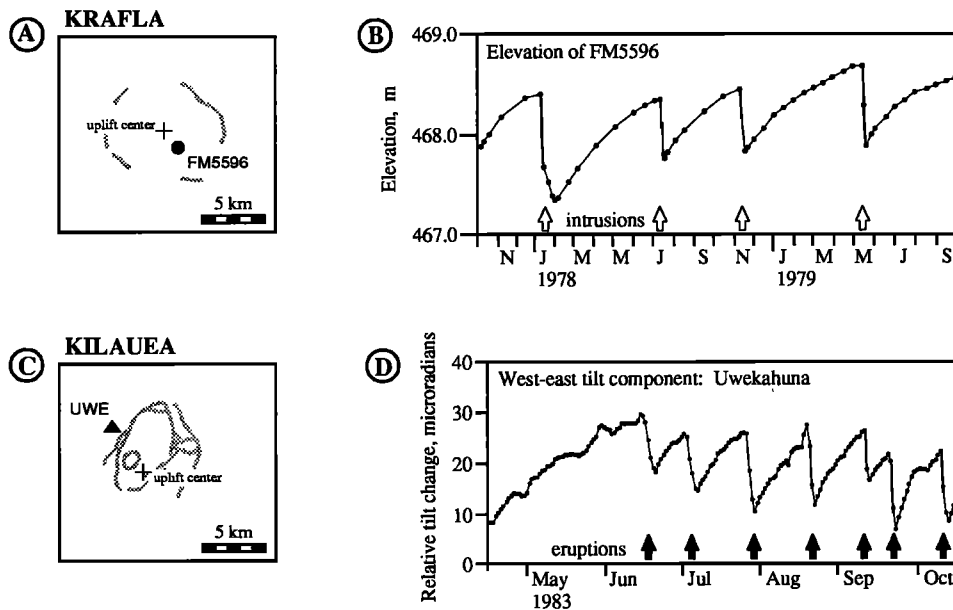 KRAFLA
A
uplift center
FM5596
5 km
B
469.0
Elevation of FM5596
468.0
Elevation, m
intrusions
467.0
N J M M J S N J M M J S
1978 1979
KILAUEA
C
UWE
uplift center
5 km
D
40
West-east tilt component: Uwekahuna
30
20
Relative tilt change, microradians
10
eruptions
0
May Jun Jul Aug Sep Oct
1983